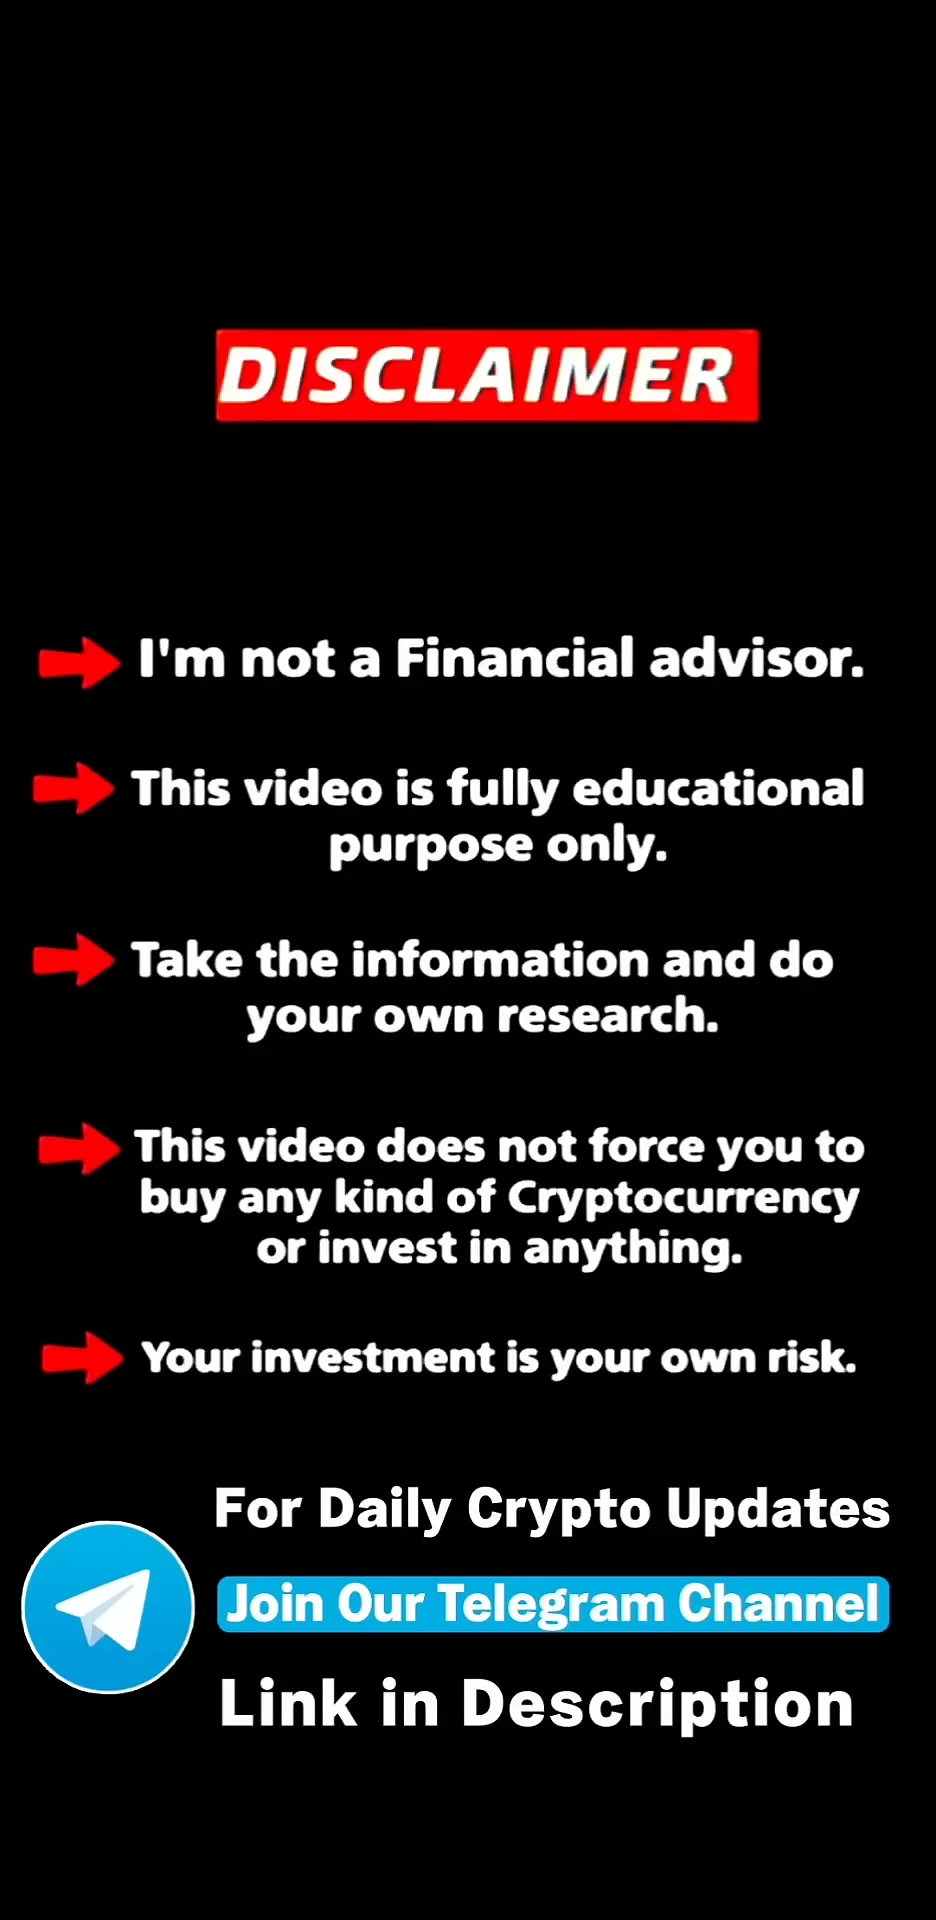 DISCLAIMER
I'm not a Financial advisor.
This video is fully educational
purpose only.
Take the information and do
your own research.
This video does not force you to
buy any kind of Cryptocurrency
or invest in anything.
Your investment is your own risk.
For Daily Crypto Updates
Join Our Telegram Channel
Link in Description